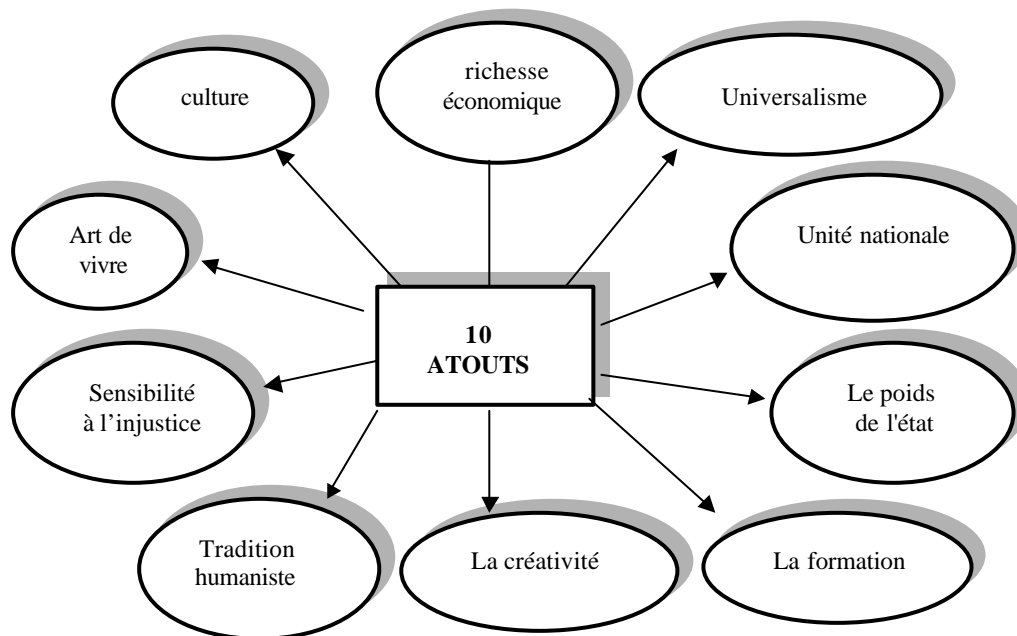 culture
richesse
économique
Universalisme
Art de
vivre
Unité nationale
10
ATOUTS
Sensibilité
à l’injustice
Le poids
de l'état
Tradition
humaniste
La créativité
La formation